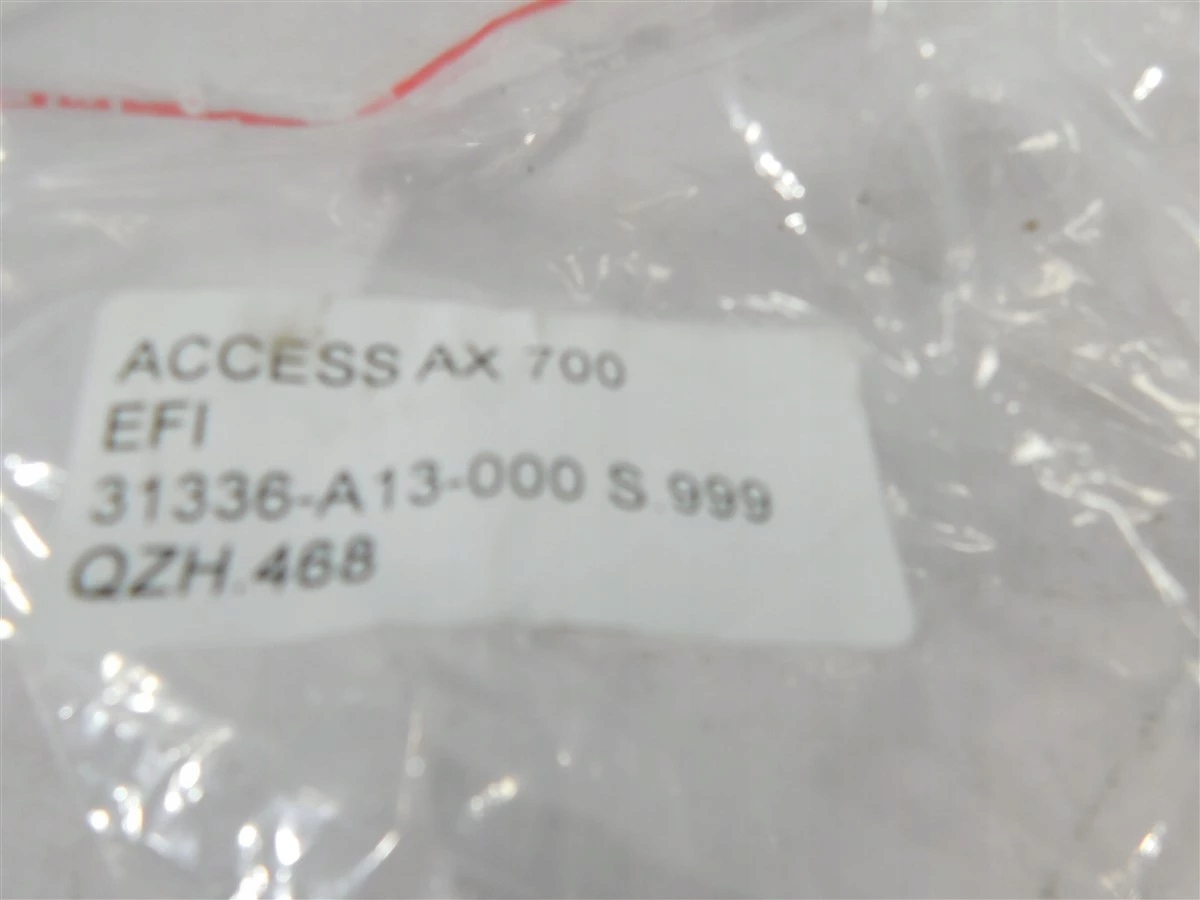 ACCESS AX 700
EFI
31336-A13-000 S.999
QZH.468